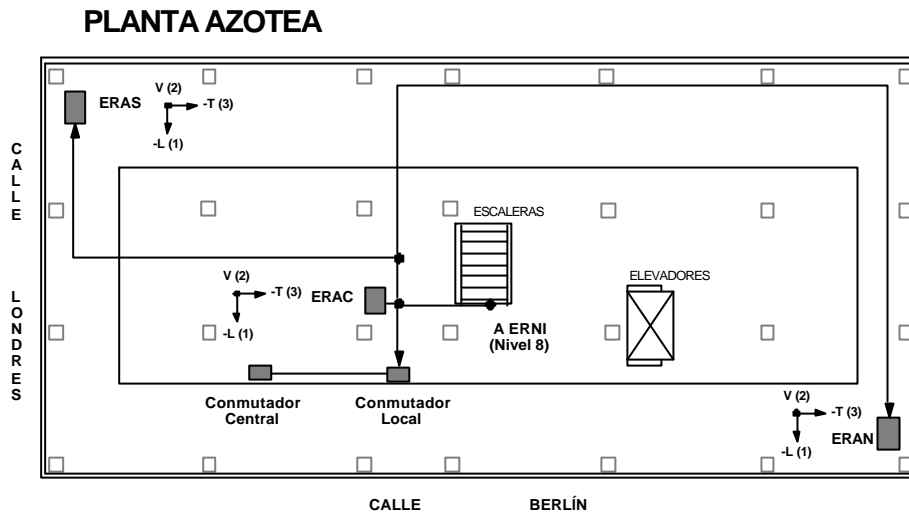 PLANTA AZOTEA
ERAS
V (2)
-T (3)
-L (1)
CALLE
LONDRES
ESCALERAS
ELEVADORES
V (2)
-T (3)
-L (1)
ERAC
A ERNI
(Nivel 8)
Conmutador
Central
Conmutador
Local
V (2)
-T (3)
-L (1)
ERAN
CALLE BERLÍN